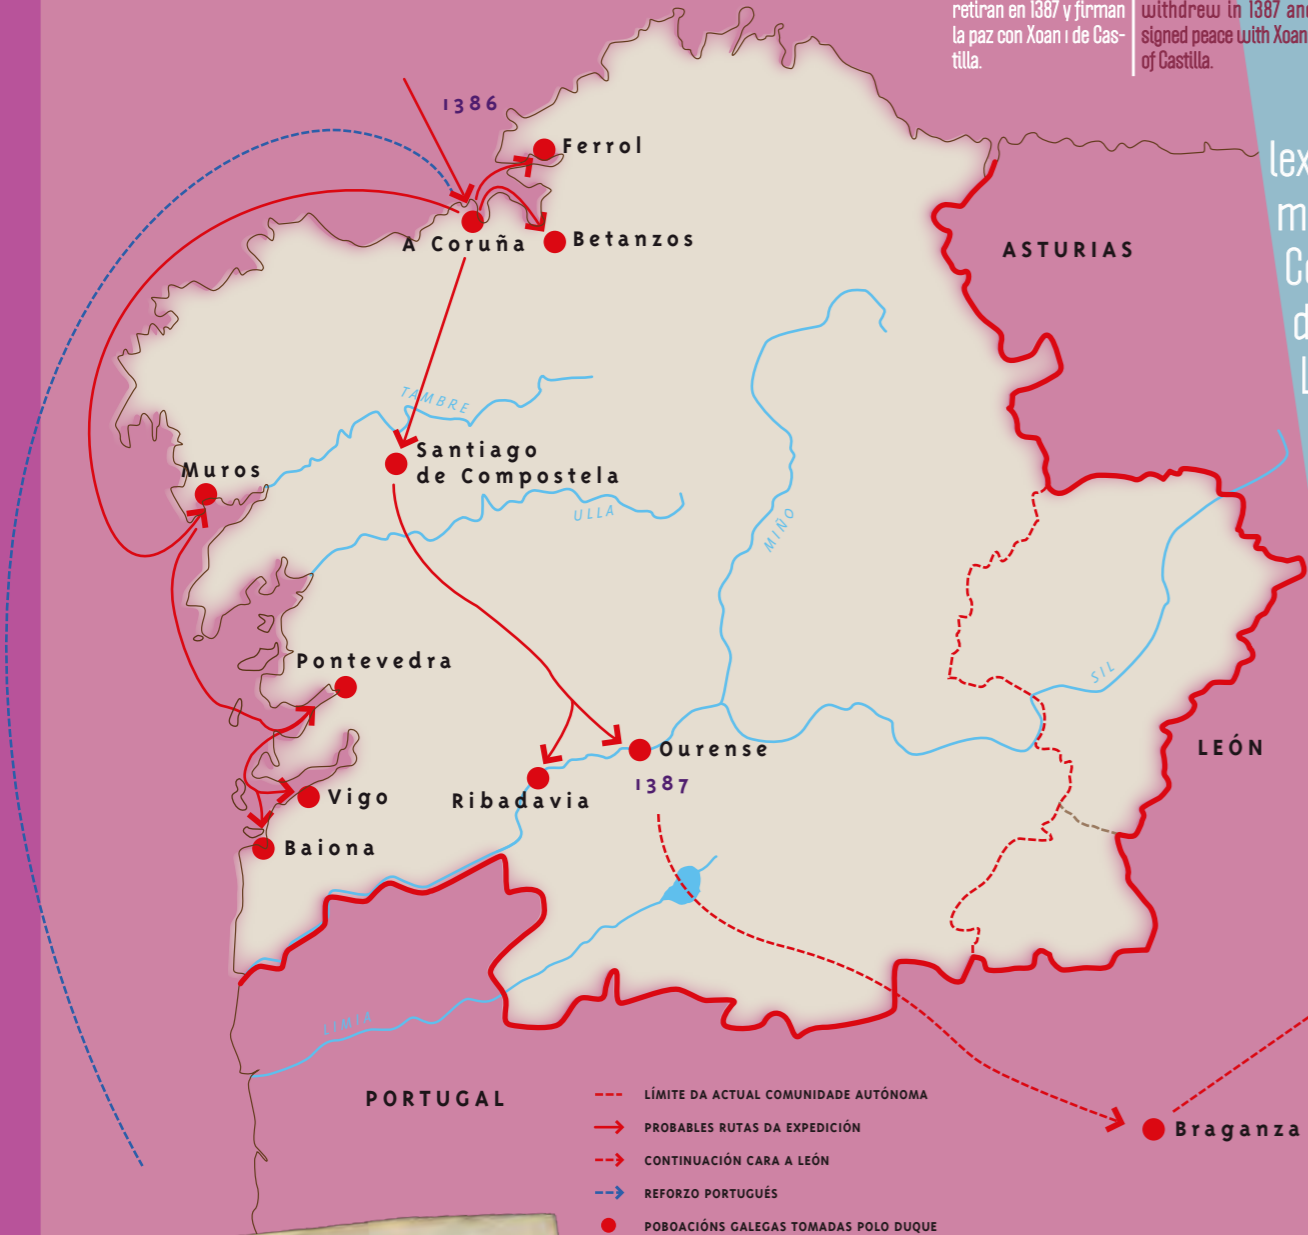 retiran en 1387 y firman
la paz con Xoan I de Cas-
tilla.
withdrew in 1387 and
signed peace with Xoan
of Castilla.
1386
Ferrol
A Coruña
Betanzos
ASTURIAS
TAMBRE
Santiago
de Compostela
Muros
ULLA
MIÑO
Pontevedra
SIL
LEÓN
Ourense
1387
Vigo
Ribadavia
Baiona
LIMIA
PORTUGAL
Braganza
LÍMITE DA ACTUAL COMUNIDADE AUTÓNOMA
PROBABLES RUTAS DA EXPEDICIÓN
CONTINUACIÓN CARA A LEÓN
REFORZO PORTUGUÉS
POBOACIÓNS GALEGAS TOMADAS POLO DUQUE